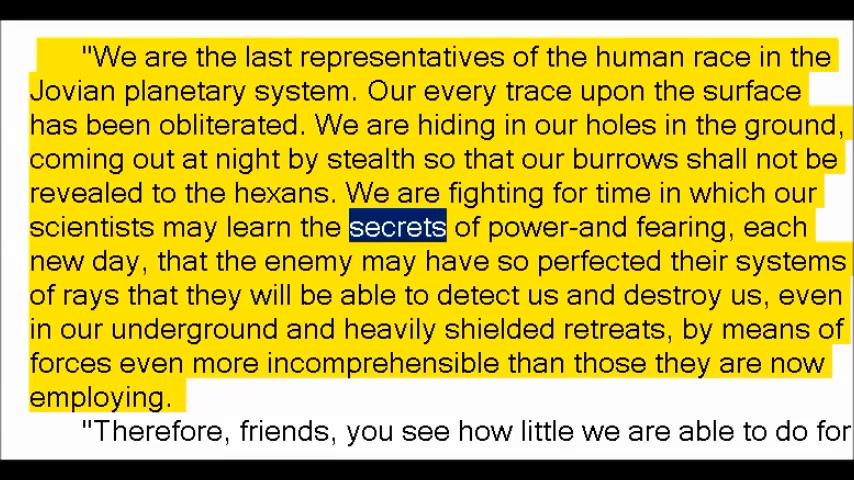 "We are the last representatives of the human race in the
Jovian planetary system. Our every trace upon the surface
has been obliterated. We are hiding in our holes in the ground,
coming out at night by stealth so that our burrows shall not be
revealed to the hexans. We are fighting for time in which our
scientists may learn the secrets of power-and fearing, each
new day, that the enemy may have so perfected their systems
of rays that they will be able to detect us and destroy us, even
in our underground and heavily shielded retreats, by means of
forces even more incomprehensible than those they are now
employing.
"Therefore, friends, you see how little we are able to do for